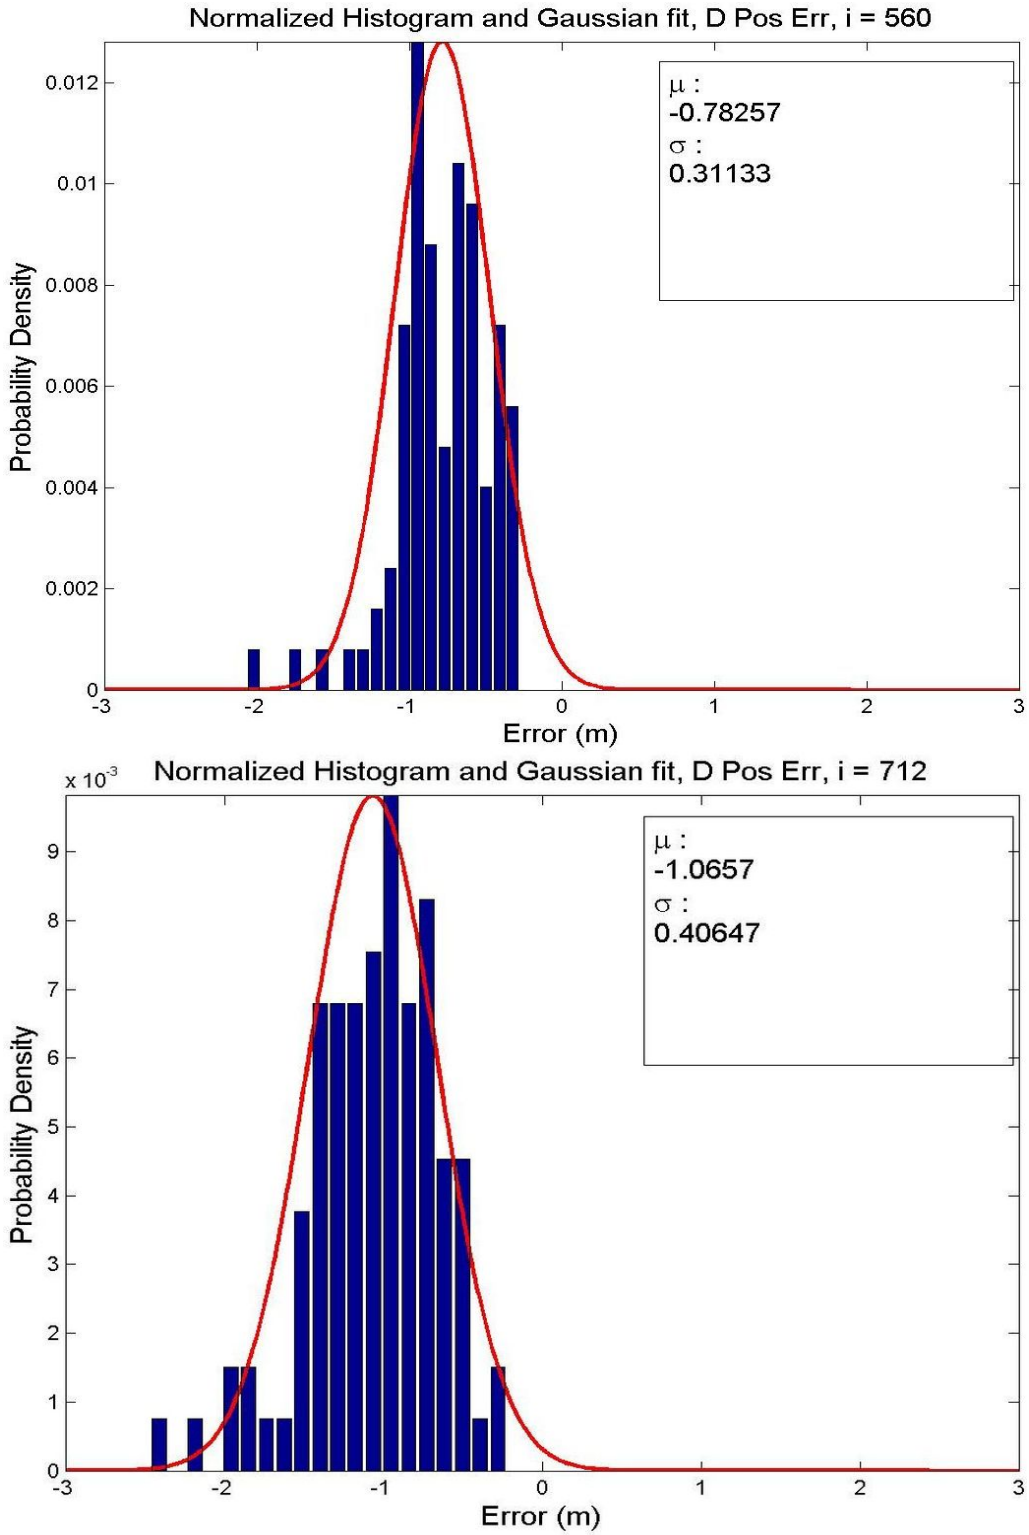 Normalized Histogram and Gaussian fit, D Pos Err, i = 560
0.012
0.01
0.008
0.006
0.004
0.002
0
Probability Density
μ :
-0.78257
σ :
0.31133
-3 -2 -1 0 1 2 3
Error (m)
x 10-3
Normalized Histogram and Gaussian fit, D Pos Err, i = 712
9
8
7
6
5
4
3
2
1
0
Probability Density
μ :
-1.0657
σ :
0.40647
-3 -2 -1 0 1 2 3
Error (m)